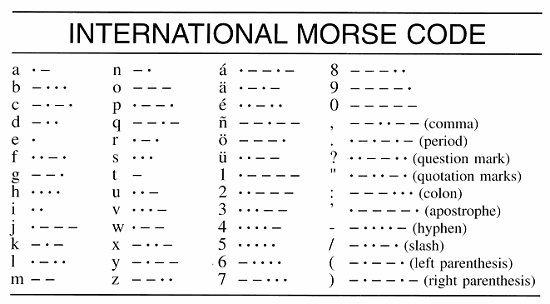 INTERNATIONAL MORSE CODE
a · – n – · á · – – · – 8 – – – · ·
b – · · · o – – – ä · – · – 9 – – – – ·
c – · – · p · – – · é · · – · · 0 – – – – –
d – · · q – – · – ñ – – · – – , – – · · – – (comma)
e · r · – · ö – – – · . · – · – · – (period)
f · · – · s · · · ü · · – – ? · · – – · · (question mark)
g – – · t – 1 · – – – – " · – · · – · (quotation marks)
h · · · · u · · – 2 · · – – – : – – – · · · (colon)
i · · v · · · – 3 · · · – – ' · – – – – · (apostrophe)
j · – – – w · – – 4 · · · · – - – · · · · – (hyphen)
k – · – x – · · – 5 · · · · · / – · · – · (slash)
l · – · · y – · – – 6 – · · · · ( – · – – · (left parenthesis)
m – – z – – · · 7 – – · · · ) – · – – · – (right parenthesis)